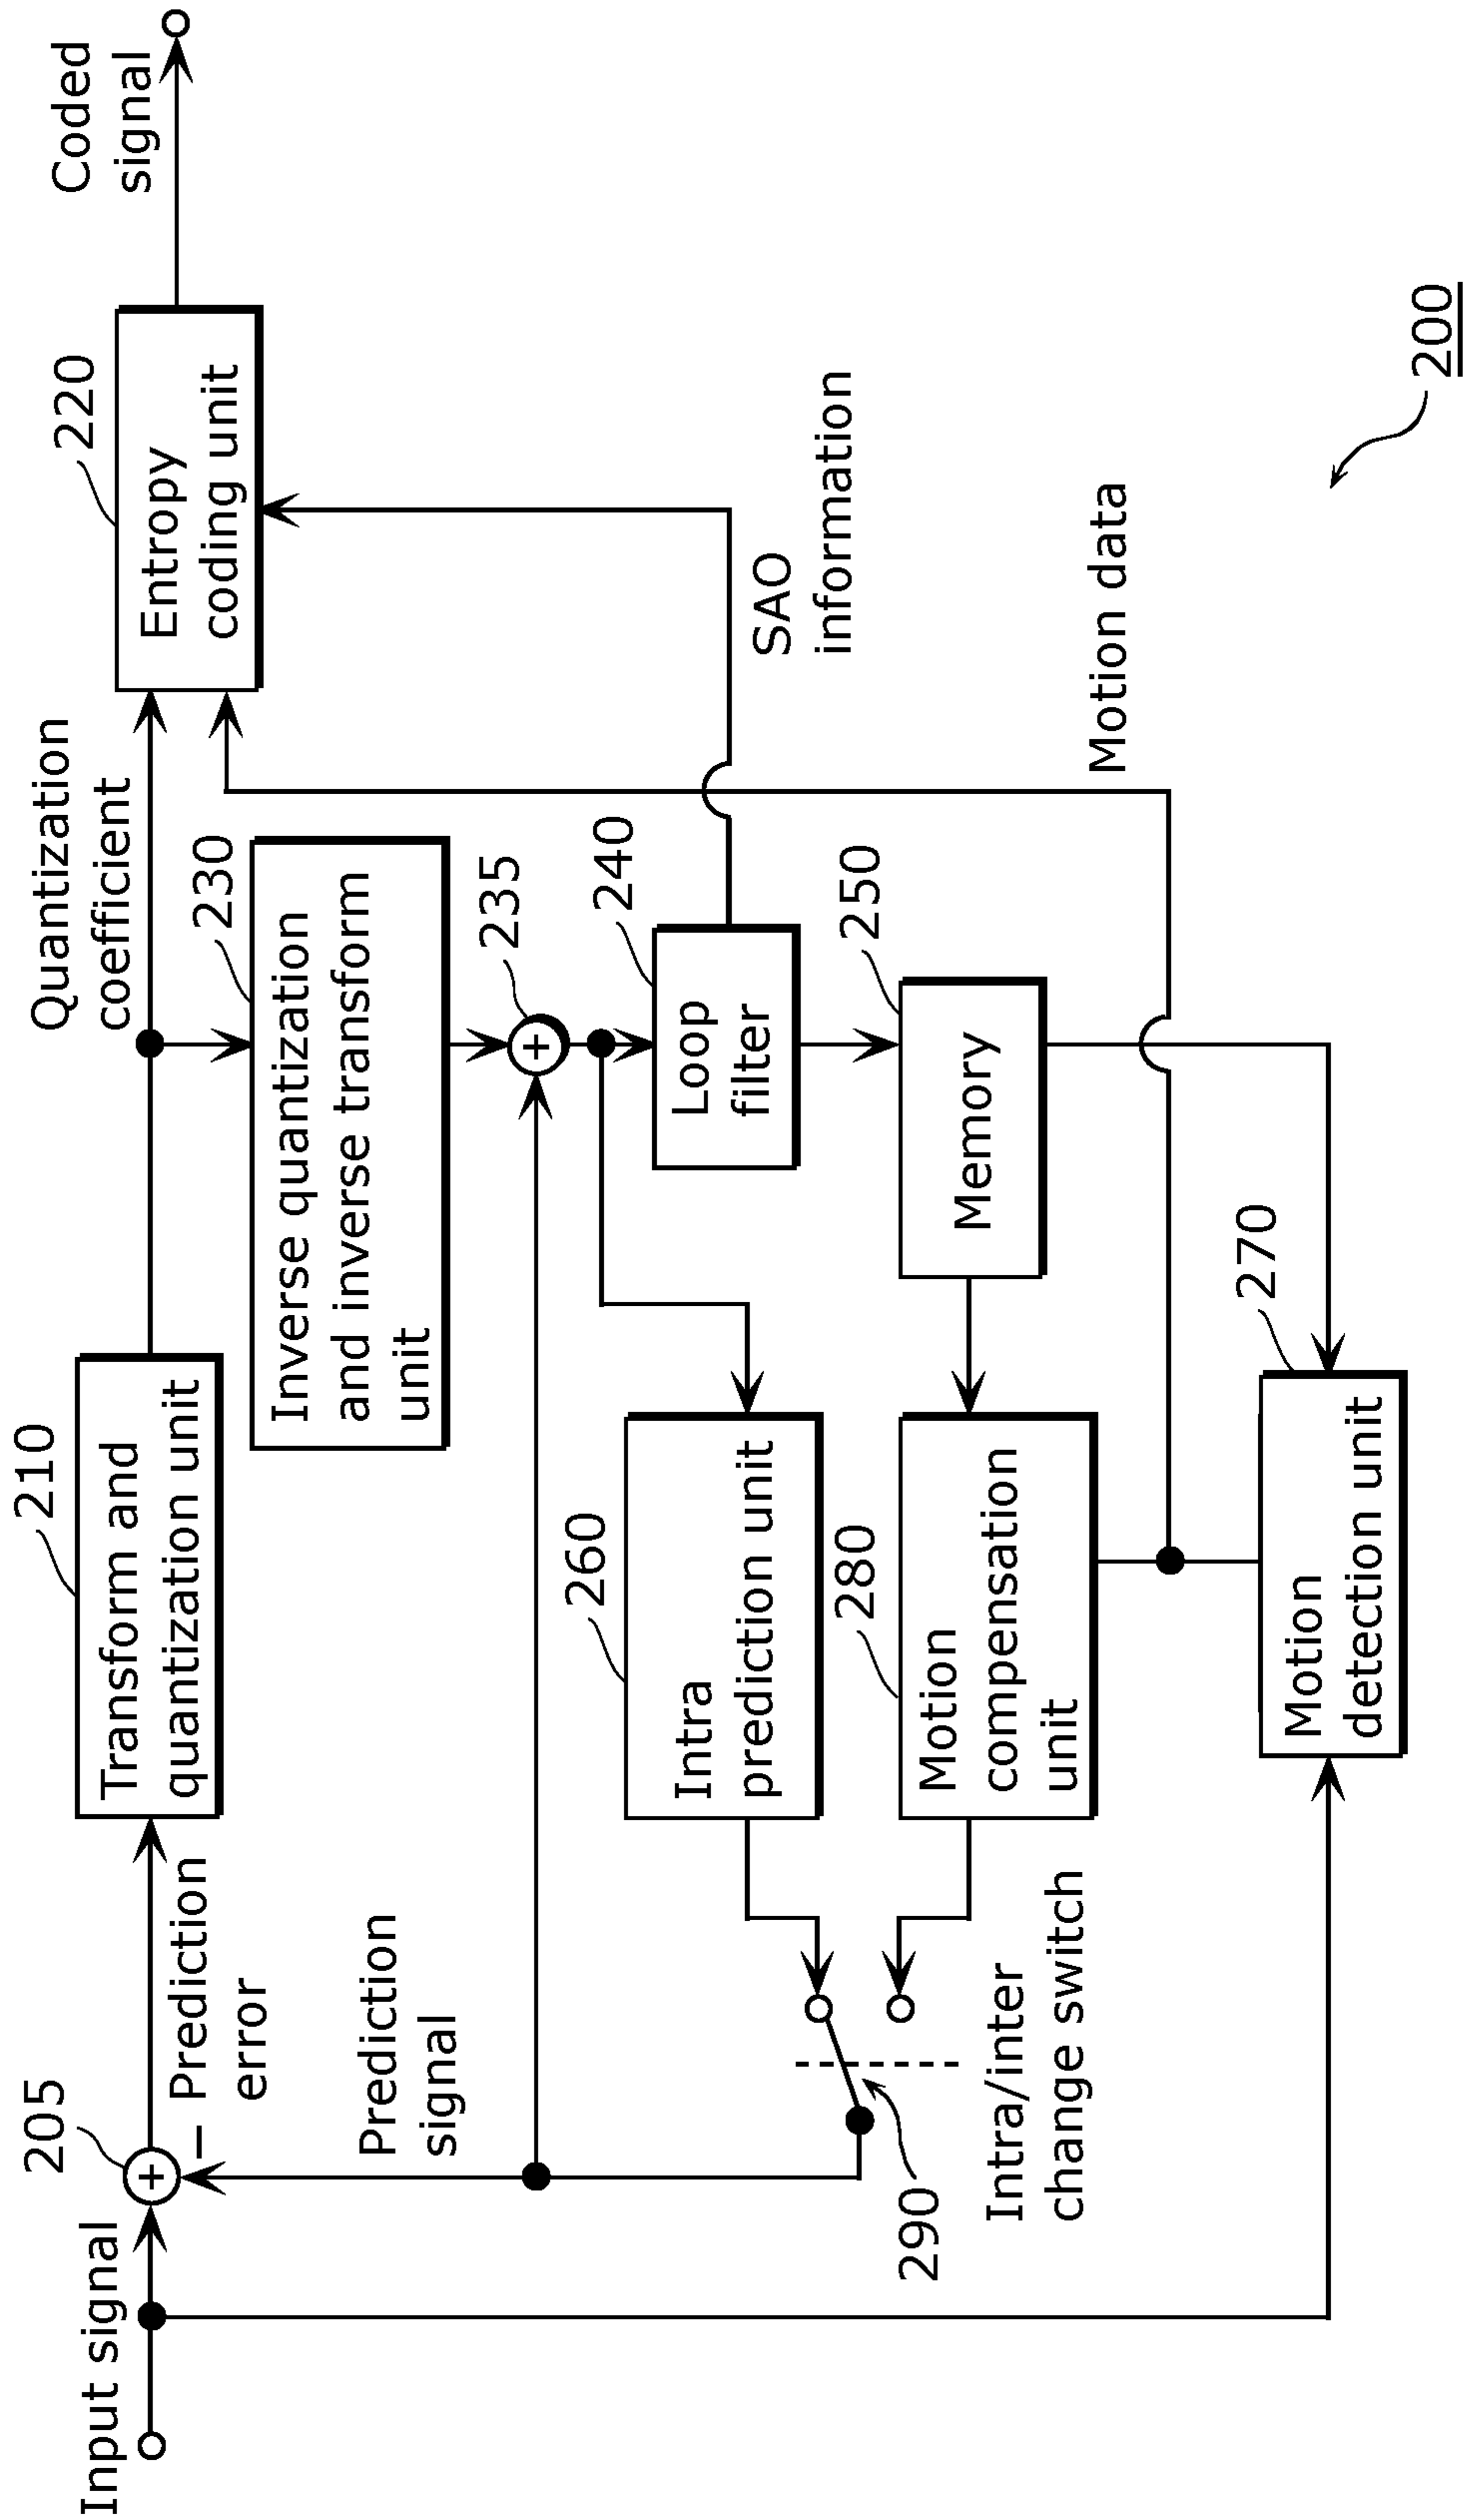 Input signal
205
Prediction
error
−
+
210
Transform and
quantization unit
Quantization
coefficient
220
Entropy
coding unit
Coded
signal
230
Inverse quantization
and inverse transform
unit
Prediction
signal
235
+
240
Loop
filter
SAO
information
260
Intra
prediction unit
250
Memory
280
Motion
compensation
unit
290
Intra/inter
change switch
Motion data
270
Motion
detection unit
200